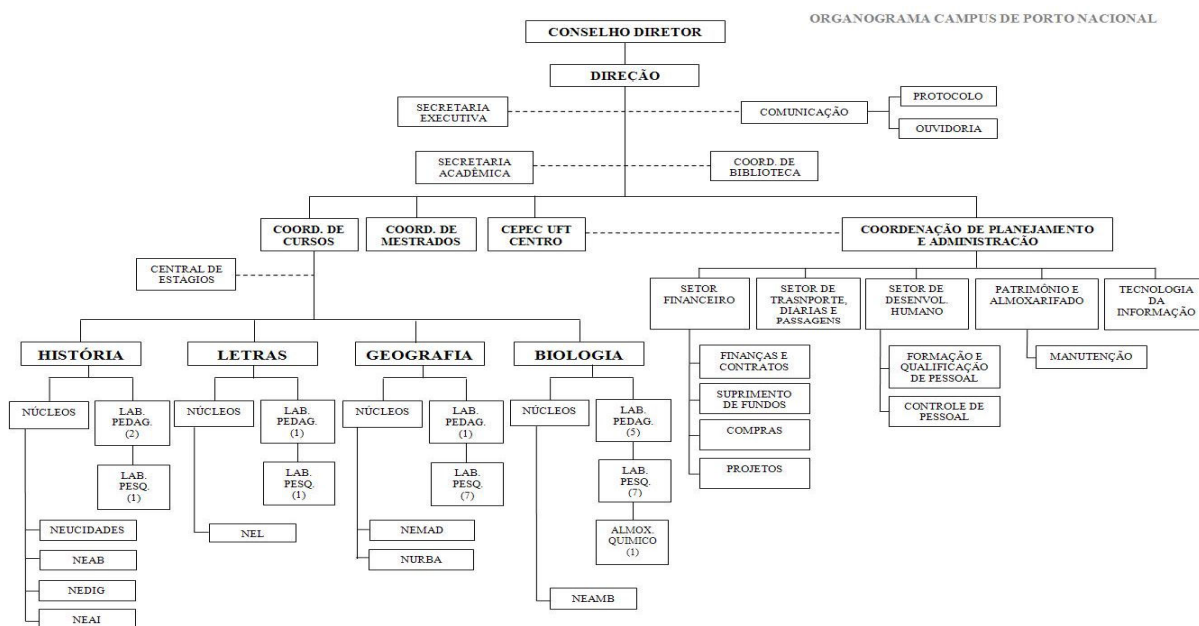 ORGANOGRAMA CAMPUS DE PORTO NACIONAL
CONSELHO DIRETOR
DIREÇÃO
SECRETARIA
EXECUTIVA
COMUNICAÇÃO
PROTOCOLO
OUVIDORIA
SECRETARIA
ACADÊMICA
COORD. DE
BIBLIOTECA
COORD. DE
CURSOS
COORD. DE
MESTRADOS
CEPEC UFT
CENTRO
COORDENAÇÃO DE PLANEJAMENTO
E ADMINISTRACÃO
CENTRAL DE
ESTAGIOS
SETOR
FINANCEIRO
SETOR DE
TRASNPORTE,
DIARIAS E
PASSAGENS
SETOR DE
DESENVOL.
HUMANO
PATRIMÔNIO E
ALMOXARIFADO
TECNOLOGIA
DA
INFORMAÇÃO
FINANÇAS E
CONTRATOS
SUPRIMENTO
DE FUNDOS
COMPRAS
PROJETOS
FORMAÇÃO E
QUALIFICAÇÃO
DE PESSOAL
CONTROLE DE
PESSOAL
MANUTENÇÃO
HISTÓRIA
LETRAS
GEOGRAFIA
BIOLOGIA
NÚCLEOS
LAB.
PEDAG.
(2)
LAB.
PESQ.
(1)
NEUCIDADES
NEAB
NEDIG
NEAI
NÚCLEOS
LAB.
PEDAG.
(1)
LAB.
PESQ.
(1)
NEL
NÚCLEOS
LAB.
PEDAG.
(1)
LAB.
PESQ.
(7)
NEMAD
NURBA
NÚCLEOS
LAB.
PEDAG.
(5)
LAB.
PESQ.
(7)
ALMOX.
QUIMICO
(1)
NEAMB